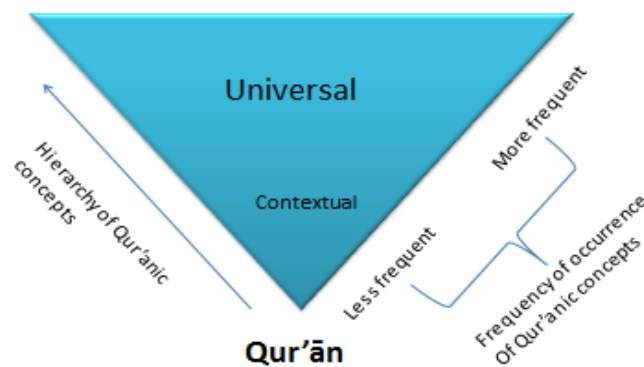 Universal
Contextual
Hierarchy of Qur’anic
concepts
More frequent
Less frequent
Frequency of occurrence
Of Qur’anic concepts
Qur’ān